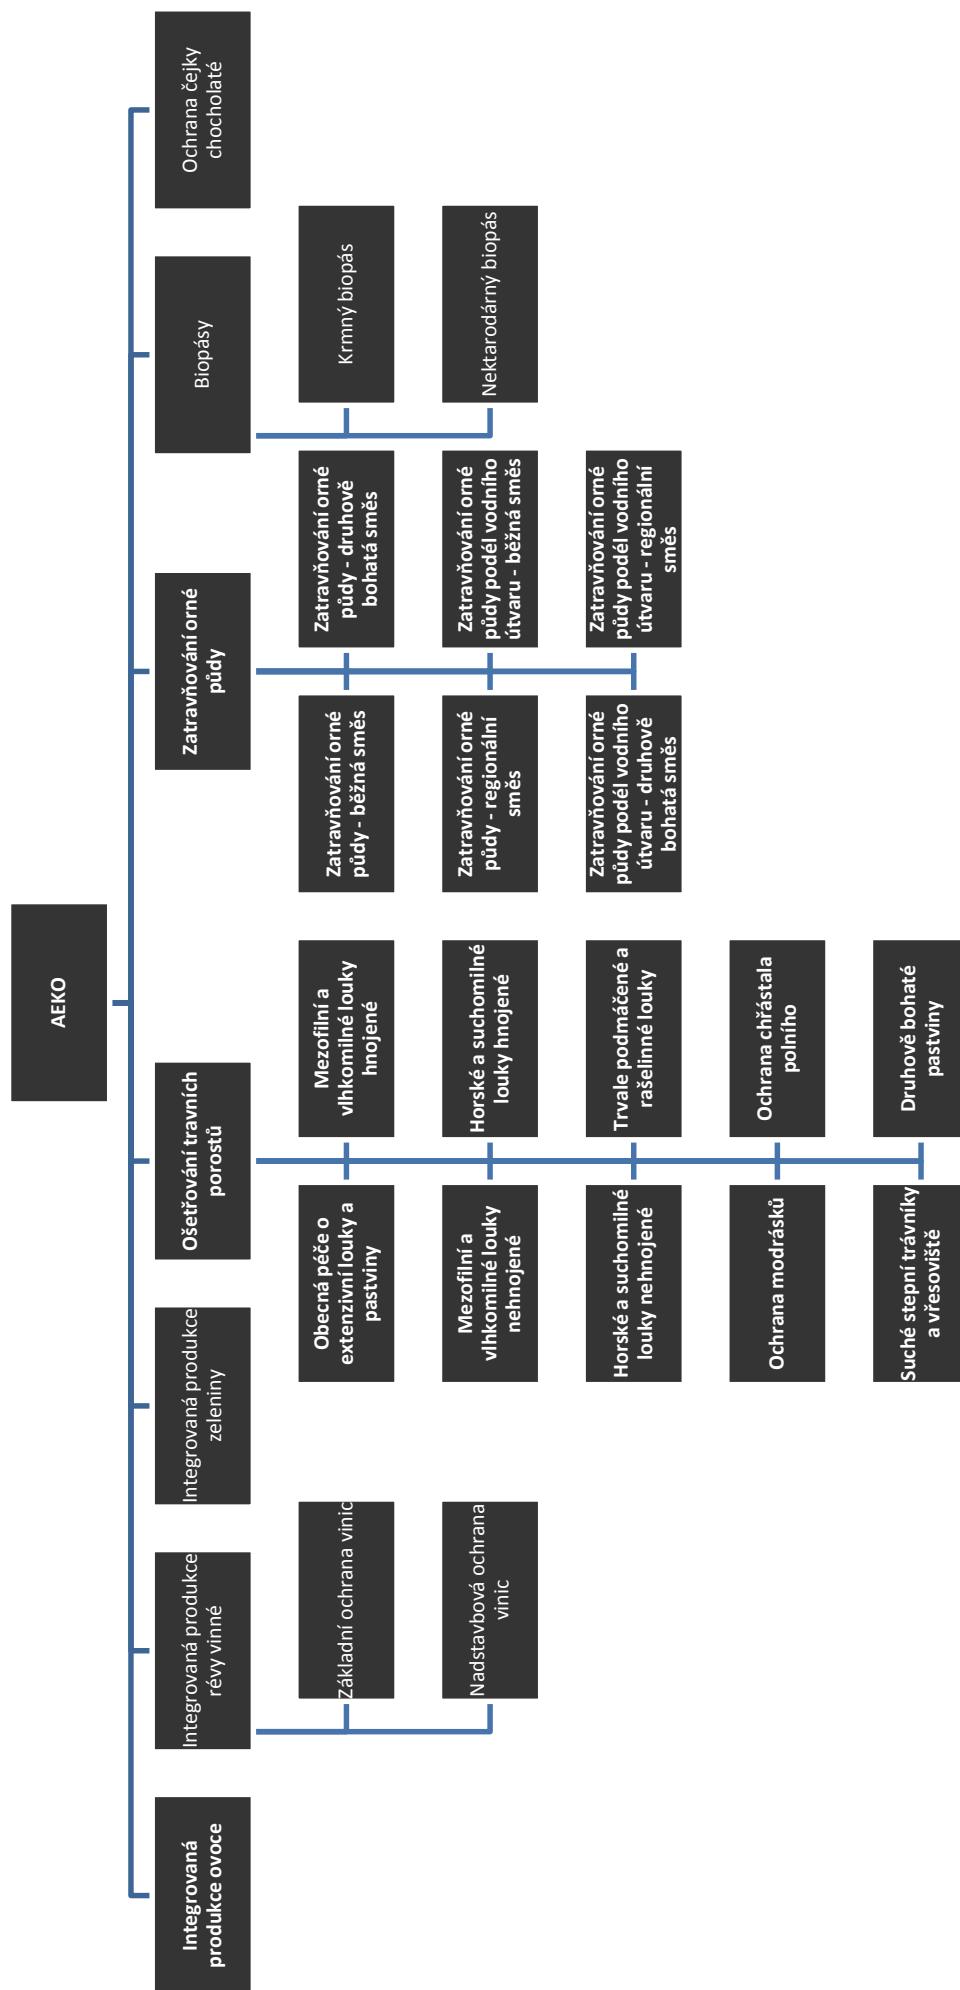 AEKO
Integrovaná
produkce ovoce
Integrovaná produkce
révy vinné
Základní ochrana vinic
Nadstavbová ochrana
vinic
Integrovaná produkce
zeleniny
Ošetřování travních
porostů
Obecná péče o
extenzivní louky a
pastviny
Mezofilní a
vlhkomilné louky
hnojené
Mezofilní a
vlhkomilné louky
nehnojené
Horské a suchomilné
louky hnojené
Horské a suchomilné
louky nehnojené
Trvale podmáčené a
rašelinné louky
Ochrana modrásků
Ochrana chřástala
polního
Suché stepní trávníky
a vřesoviště
Druhově bohaté
pastviny
Zatravňování orné
půdy
Zatravňování orné
půdy - běžná směs
Zatravňování orné
půdy - druhově
bohatá směs
Zatravňování orné
půdy - regionální
směs
Zatravňování orné
půdy podél vodního
útvaru - běžná směs
Zatravňování orné
půdy podél vodního
útvaru - druhově
bohatá směs
Zatravňování orné
půdy podél vodního
útvaru - regionální
směs
Biopásy
Krmný biopás
Nektarodárný biopás
Ochrana čejky
chocholaté